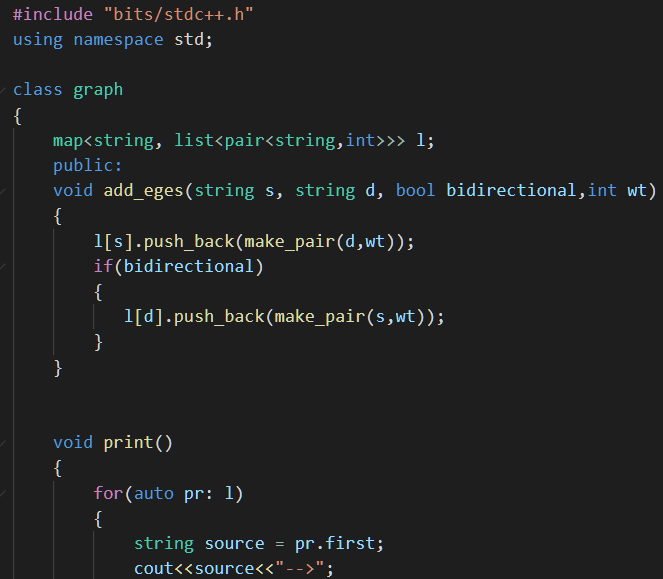 #include "bits/stdc++.h"
using namespace std;
class graph
{
map<string, list<pair<string,int>>> l;
public:
void add_eges(string s, string d, bool bidirectional,int wt)
{
l[s].push_back(make_pair(d,wt));
if(bidirectional)
{
l[d].push_back(make_pair(s,wt));
}
}
void print()
{
for(auto pr: l)
{
string source = pr.first;
cout<<source<<"-->";